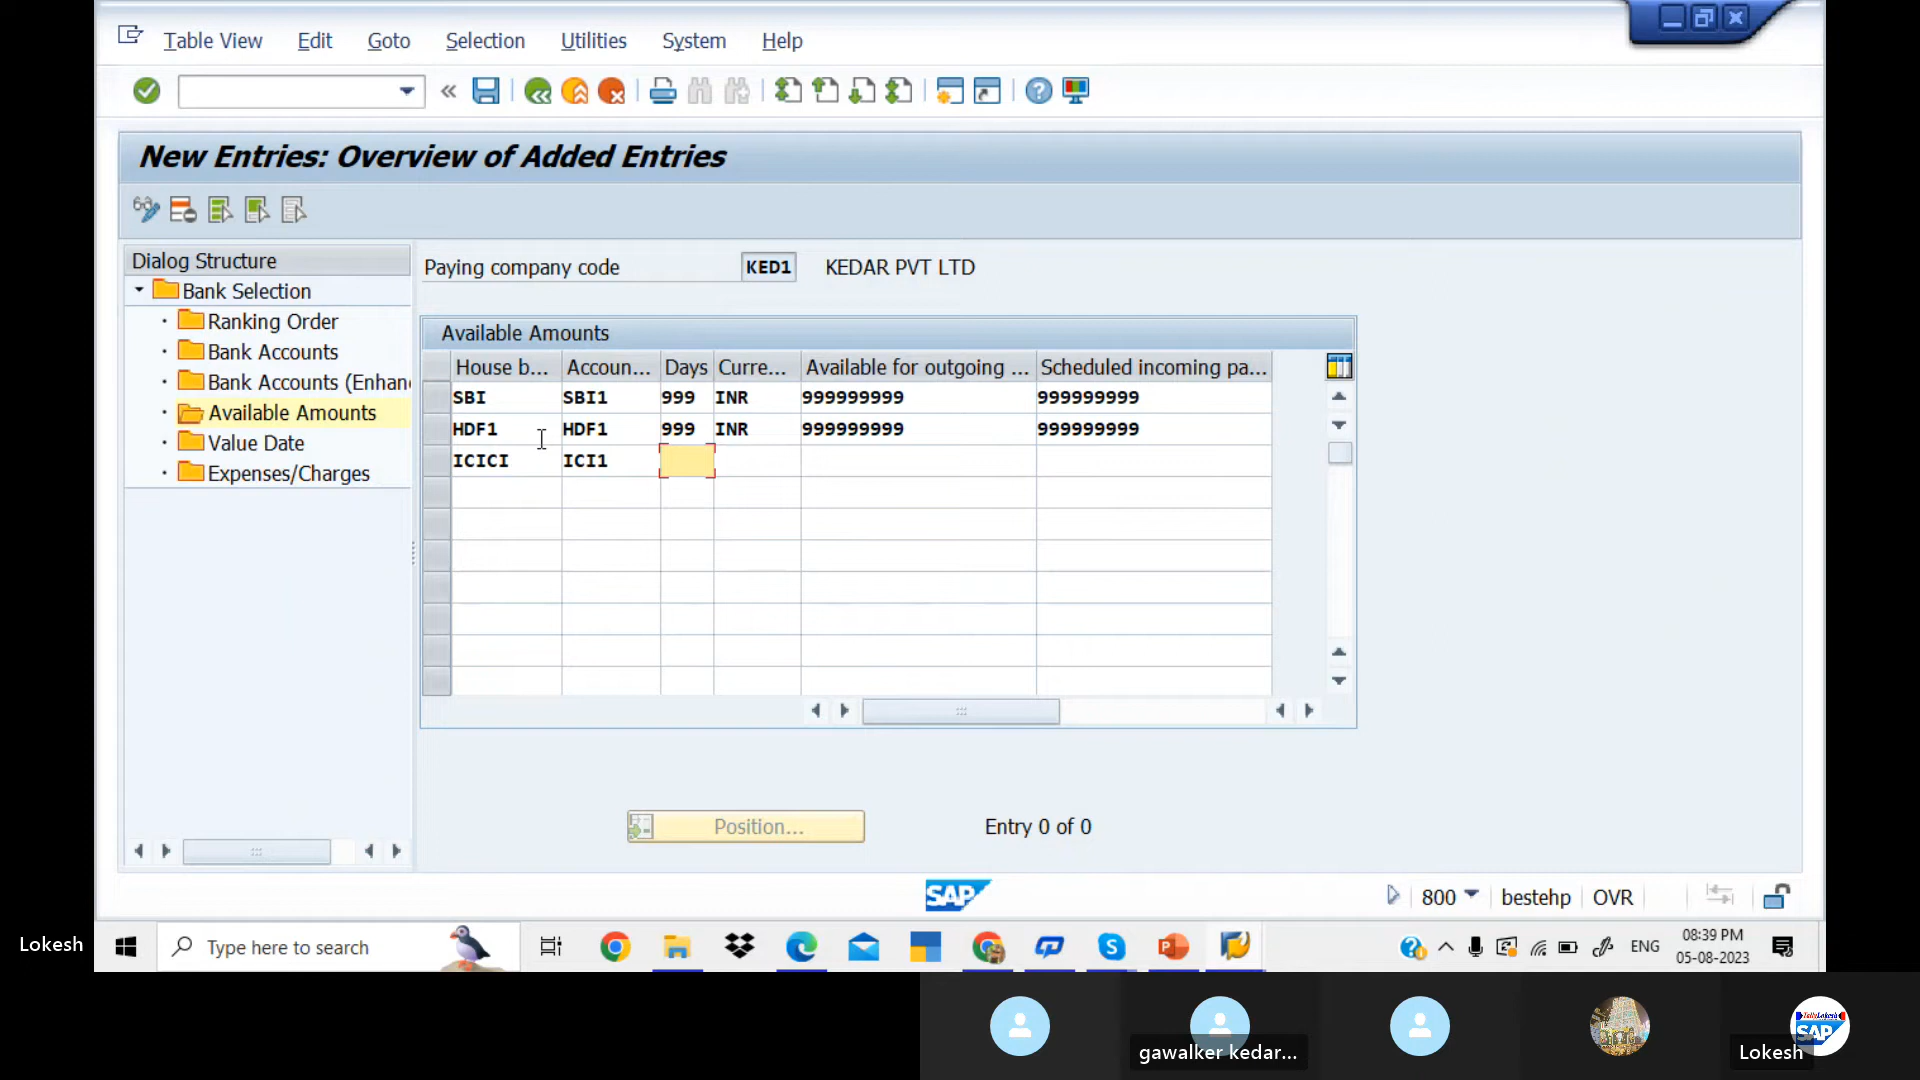 Table View Edit Goto Selection Utilities System Help
New Entries: Overview of Added Entries
Dialog Structure
Bank Selection
Ranking Order
Bank Accounts
Bank Accounts (Enhan
Available Amounts
Value Date
Expenses/Charges
Paying company code KED1 KEDAR PVT LTD
Available Amounts
House b... Accoun... Days Curre... Available for outgoing ... Scheduled incoming pa...
SBI SBI1 999 INR 999999999 999999999
HDF1 HDF1 999 INR 999999999 999999999
ICICI ICI1
Position... Entry 0 of 0
SAP 800 bestehp OVR
Lokesh Type here to search ENG 08:39 PM
05-08-2023
gawalker kedar...
SAP
Lokesh